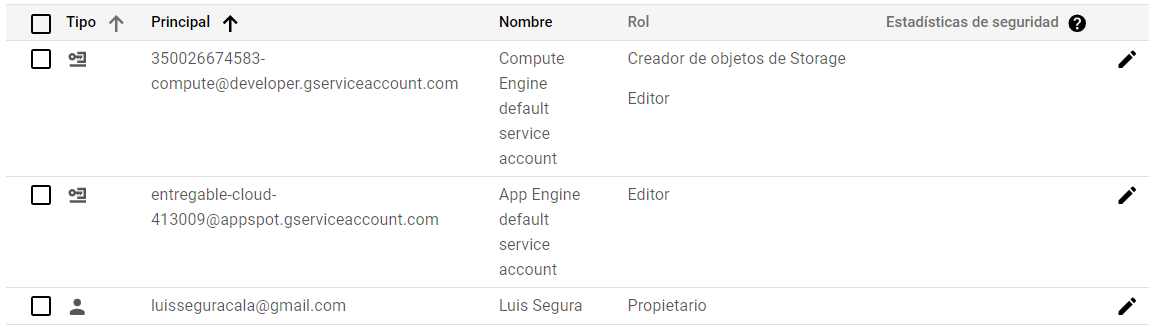 Tipo Principal Nombre Rol Estadísticas de seguridad ?
350026674583-
compute@developer.gserviceaccount.com
Compute
Engine
default
service
account
Creador de objetos de Storage
Editor
entregable-cloud-
413009@appspot.gserviceaccount.com
App Engine
default
service
account
Editor
luisseguracala@gmail.com Luis Segura Propietario